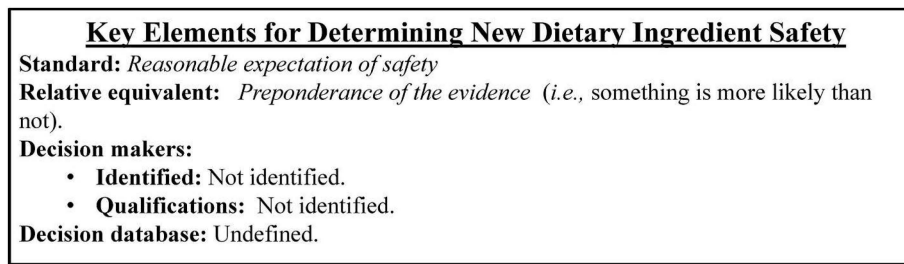 Key Elements for Determining New Dietary Ingredient Safety
Standard: Reasonable expectation of safety
Relative equivalent: Preponderance of the evidence (i.e., something is more likely than
not).
Decision makers:
• Identified: Not identified.
• Qualifications: Not identified.
Decision database: Undefined.